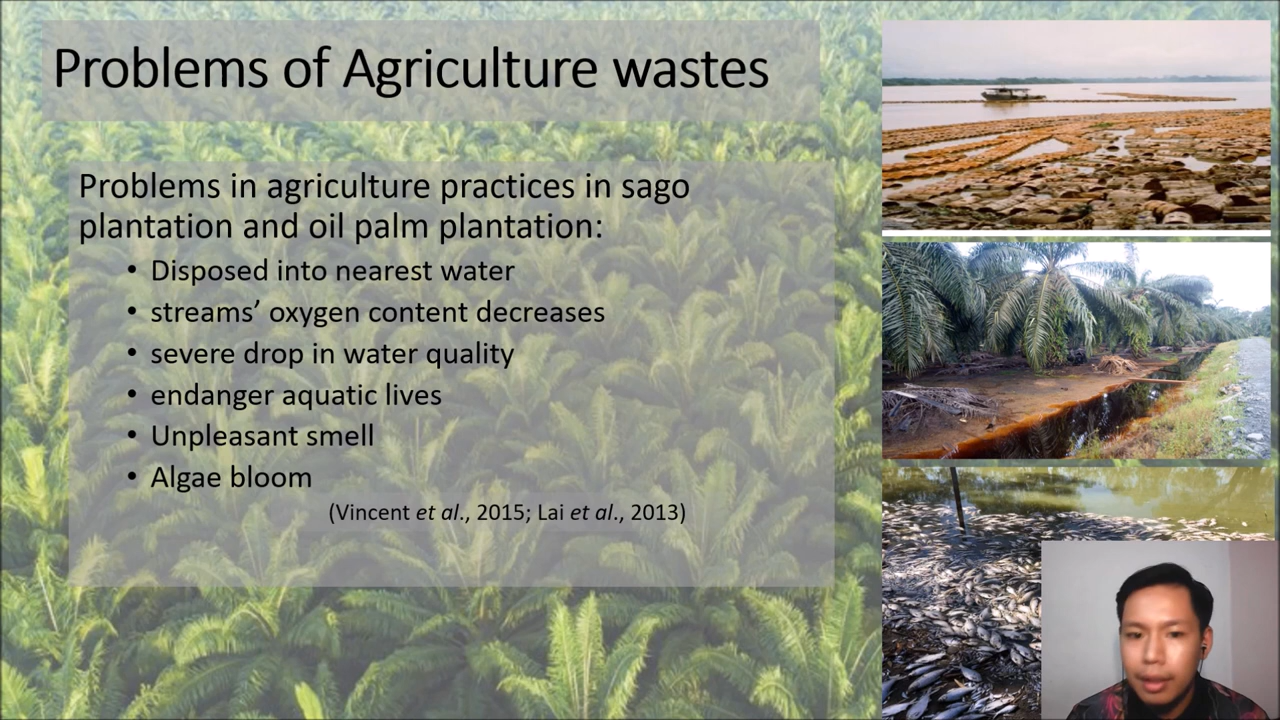 Problems of Agriculture wastes
Problems in agriculture practices in sago
plantation and oil palm plantation:
• Disposed into nearest water
• streams’ oxygen content decreases
• severe drop in water quality
• endanger aquatic lives
• Unpleasant smell
• Algae bloom
(Vincent et al., 2015; Lai et al., 2013)